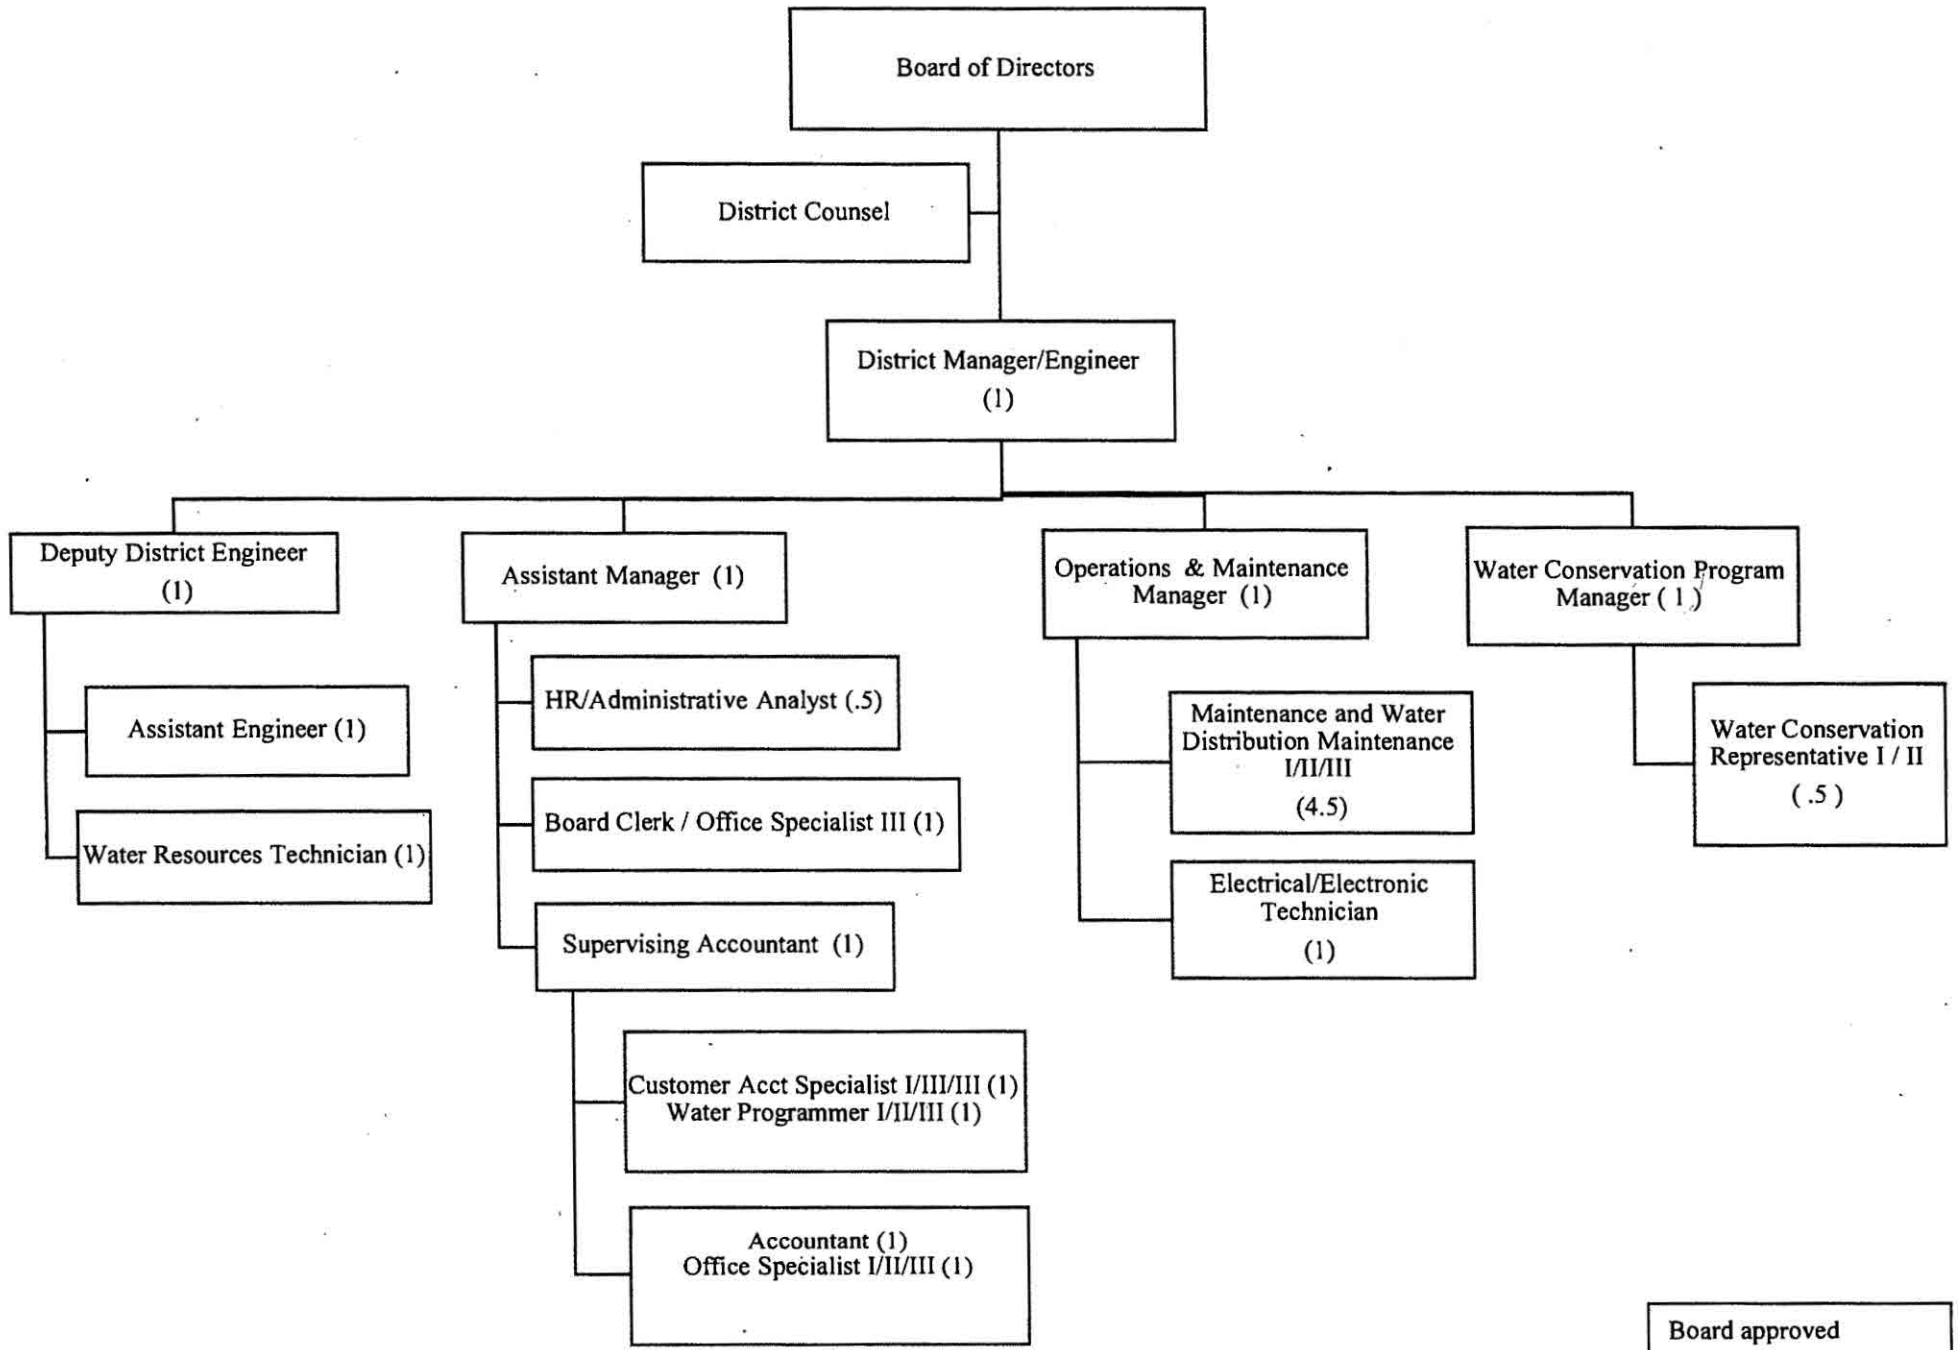 Board of Directors
District Counsel
District Manager/Engineer
(1)
Deputy District Engineer
(1)
Assistant Engineer (1)
Water Resources Technician (1)
Assistant Manager (1)
HR/Administrative Analyst (.5)
Board Clerk / Office Specialist III (1)
Supervising Accountant (1)
Customer Acct Specialist I/III/III (1)
Water Programmer I/II/III (1)
Accountant (1)
Office Specialist I/II/III (1)
Operations & Maintenance
Manager (1)
Maintenance and Water
Distribution Maintenance
I/II/III
(4.5)
Electrical/Electronic
Technician
(1)
Water Conservation Program
Manager ( 1 )
Water Conservation
Representative I / II
( .5 )
Board approved